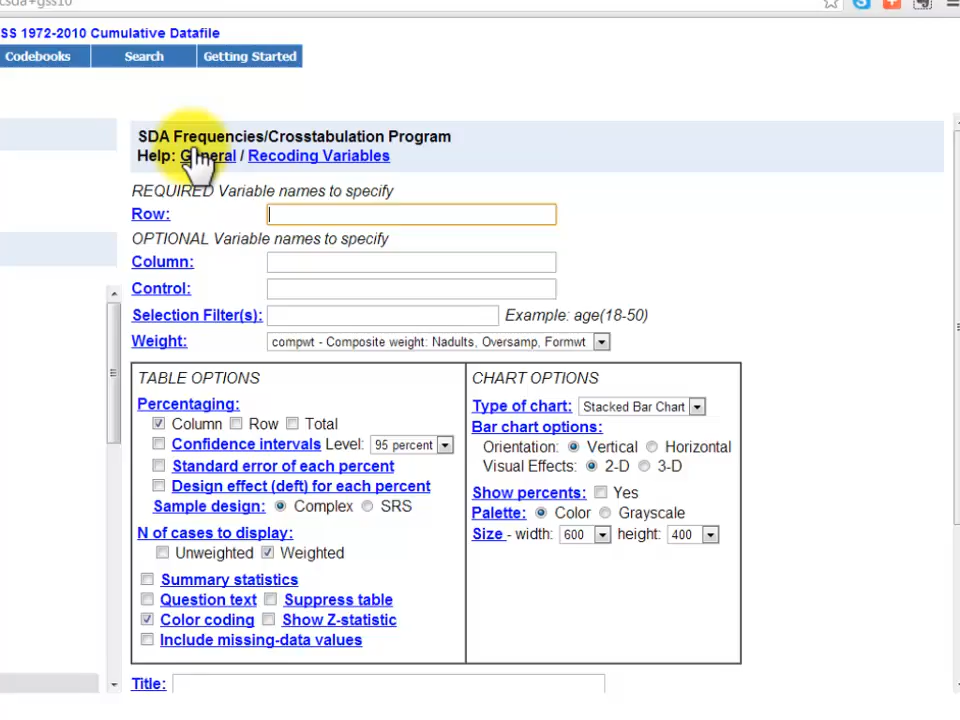 csda+gss10
SS 1972-2010 Cumulative Datafile
Codebooks Search Getting Started
SDA Frequencies/Crosstabulation Program
Help: General / Recoding Variables
REQUIRED Variable names to specify
Row:
OPTIONAL Variable names to specify
Column:
Control:
Selection Filter(s): Example: age(18-50)
Weight: compwt - Composite weight: Nadults, Oversamp, Formwt
TABLE OPTIONS
Percentaging:
Column Row Total
Confidence intervals Level: 95 percent
Standard error of each percent
Design effect (deft) for each percent
Sample design: Complex SRS
N of cases to display:
Unweighted Weighted
Summary statistics
Question text Suppress table
Color coding Show Z-statistic
Include missing-data values
CHART OPTIONS
Type of chart: Stacked Bar Chart
Bar chart options:
Orientation: Vertical Horizontal
Visual Effects: 2-D 3-D
Show percents: Yes
Palette: Color Grayscale
Size - width: 600 height: 400
Title: